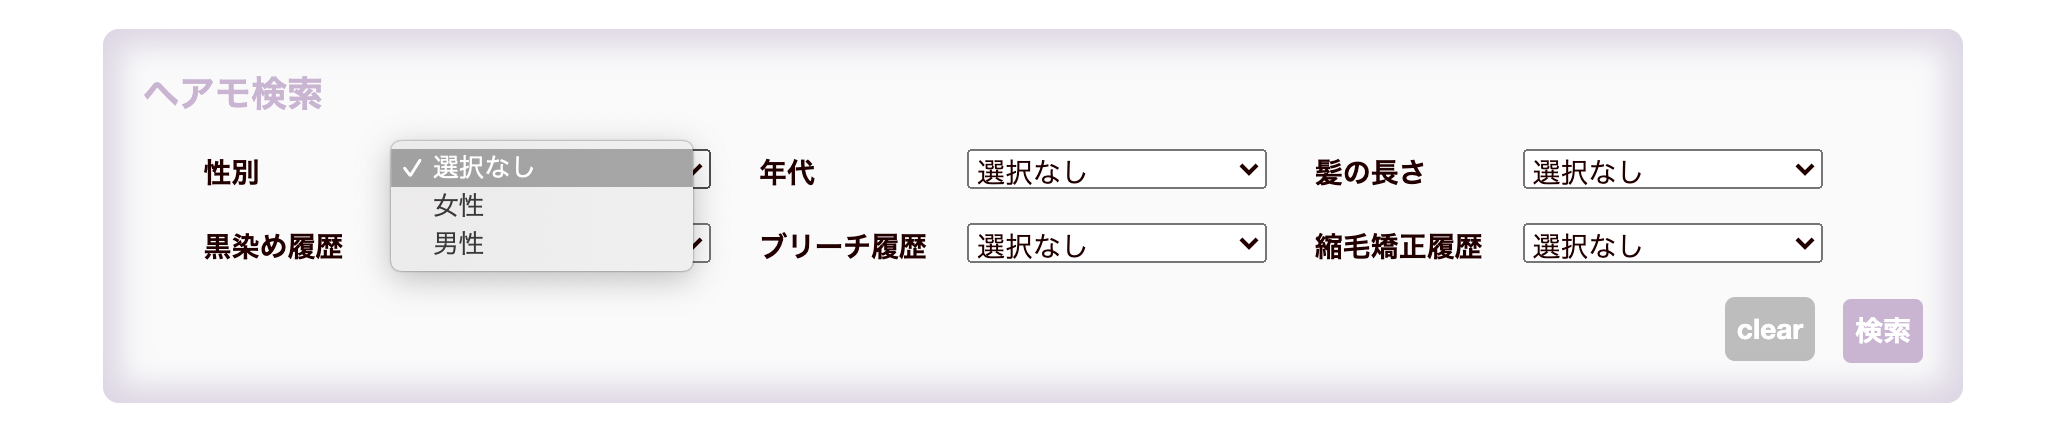 ヘアモ検索
性別 ✓ 選択なし 年代 選択なし 髪の長さ 選択なし
女性
黒染め履歴 男性 ブリーチ履歴 選択なし 縮毛矯正履歴 選択なし
clear 検索